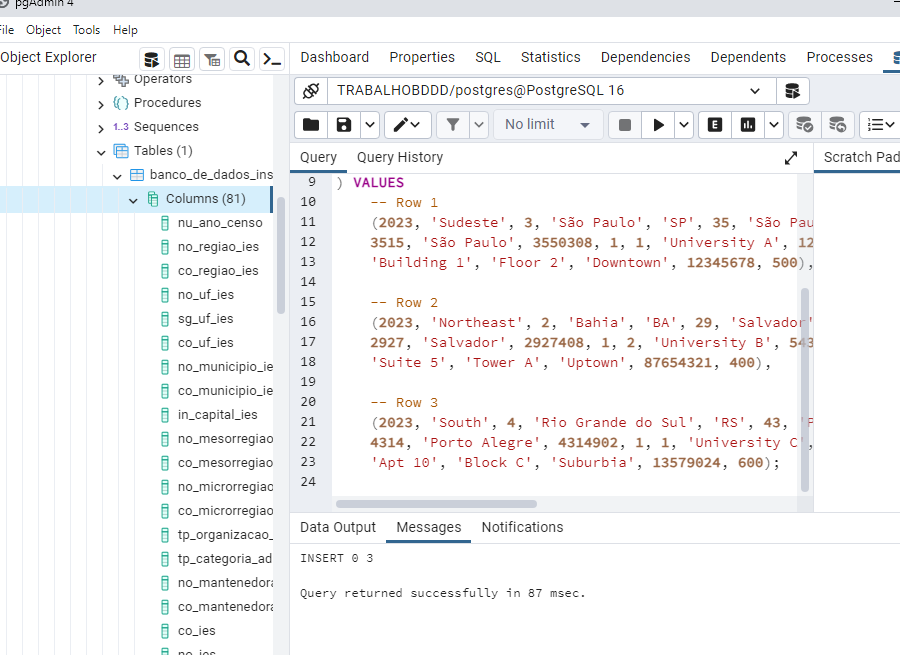 pgAdmin 4
File Object Tools Help
Object Explorer
Dashboard Properties SQL Statistics Dependencies Dependents Processes
Operators
Procedures
1..3 Sequences
Tables (1)
banco_de_dados_ins
Columns (81)
nu_ano_censo
no_regiao_ies
co_regiao_ies
no_uf_ies
sg_uf_ies
co_uf_ies
no_municipio_ie
co_municipio_ie
in_capital_ies
no_mesorregiao
co_mesorregiao
no_microrregiao
co_microrregiao
tp_organizacao_
tp_categoria_ad
no_mantenedora
co_mantenedora
co_ies
no_ies
TRABALHOBDDD/postgres@PostgreSQL 16
No limit
E
Query Query History
Scratch Pad
9 ) VALUES
10 -- Row 1
11 (2023, 'Sudeste', 3, 'São Paulo', 'SP', 35, 'São Pau
12 3515, 'São Paulo', 3550308, 1, 1, 'University A', 12
13 'Building 1', 'Floor 2', 'Downtown', 12345678, 500),
14
15 -- Row 2
16 (2023, 'Northeast', 2, 'Bahia', 'BA', 29, 'Salvador'
17 2927, 'Salvador', 2927408, 1, 2, 'University B', 543
18 'Suite 5', 'Tower A', 'Uptown', 87654321, 400),
19
20 -- Row 3
21 (2023, 'South', 4, 'Rio Grande do Sul', 'RS', 43, 'P
22 4314, 'Porto Alegre', 4314902, 1, 1, 'University C',
23 'Apt 10', 'Block C', 'Suburbia', 13579024, 600);
24
Data Output Messages Notifications
INSERT 0 3
Query returned successfully in 87 msec.